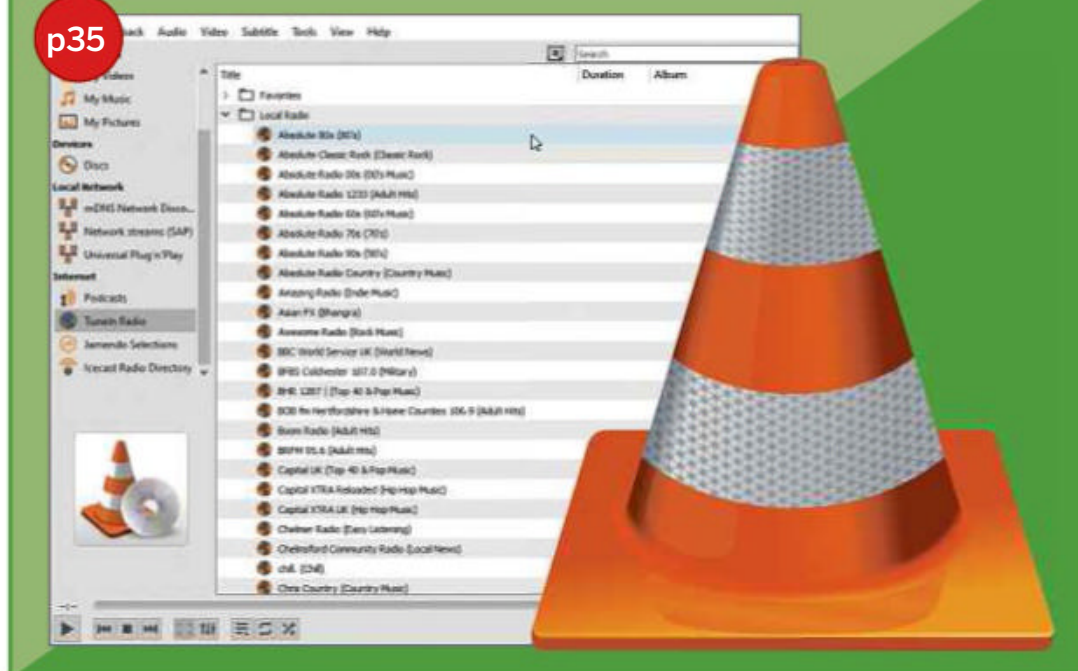 p35
Audio Video Subtitle Tools View Help
Search
Title Duration Album
Videos
My Music
My Pictures
Devices
Discs
Local Network
mDNS Network Disco...
Network streams (SAP)
Universal Plug'n'Play
Internet
Podcasts
TuneIn Radio
Jamendo Selections
Icecast Radio Directory
Favorites
Local Radio
Absolute 80s (80's)
Absolute Classic Rock (Classic Rock)
Absolute Radio 00s (00's Music)
Absolute Radio 1233 (Adult Hits)
Absolute Radio 60s (60's Music)
Absolute Radio 70s (70's)
Absolute Radio 90s (90's)
Absolute Radio Country (Country Music)
Amazing Radio (Indie Music)
Asian FX (Bhangra)
Awesome Radio (Rock Music)
BBC World Service UK (World News)
BFBS Colchester 107.0 (Military)
BHR 1287 | (Top 40 & Pop Music)
BOB fm Hertfordshire & Home Counties 106.9 (Adult Hits)
Boom Radio (Adult Hits)
BRFM 95.6 (Adult Hits)
Capital UK (Top 40 & Pop Music)
Capital XTRA Reloaded (Hip Hop Music)
Capital XTRA UK (Hip Hop Music)
Chelmer Radio (Easy Listening)
Chelmsford Community Radio (Local News)
chill. (Chill)
Chris Country (Country Music)